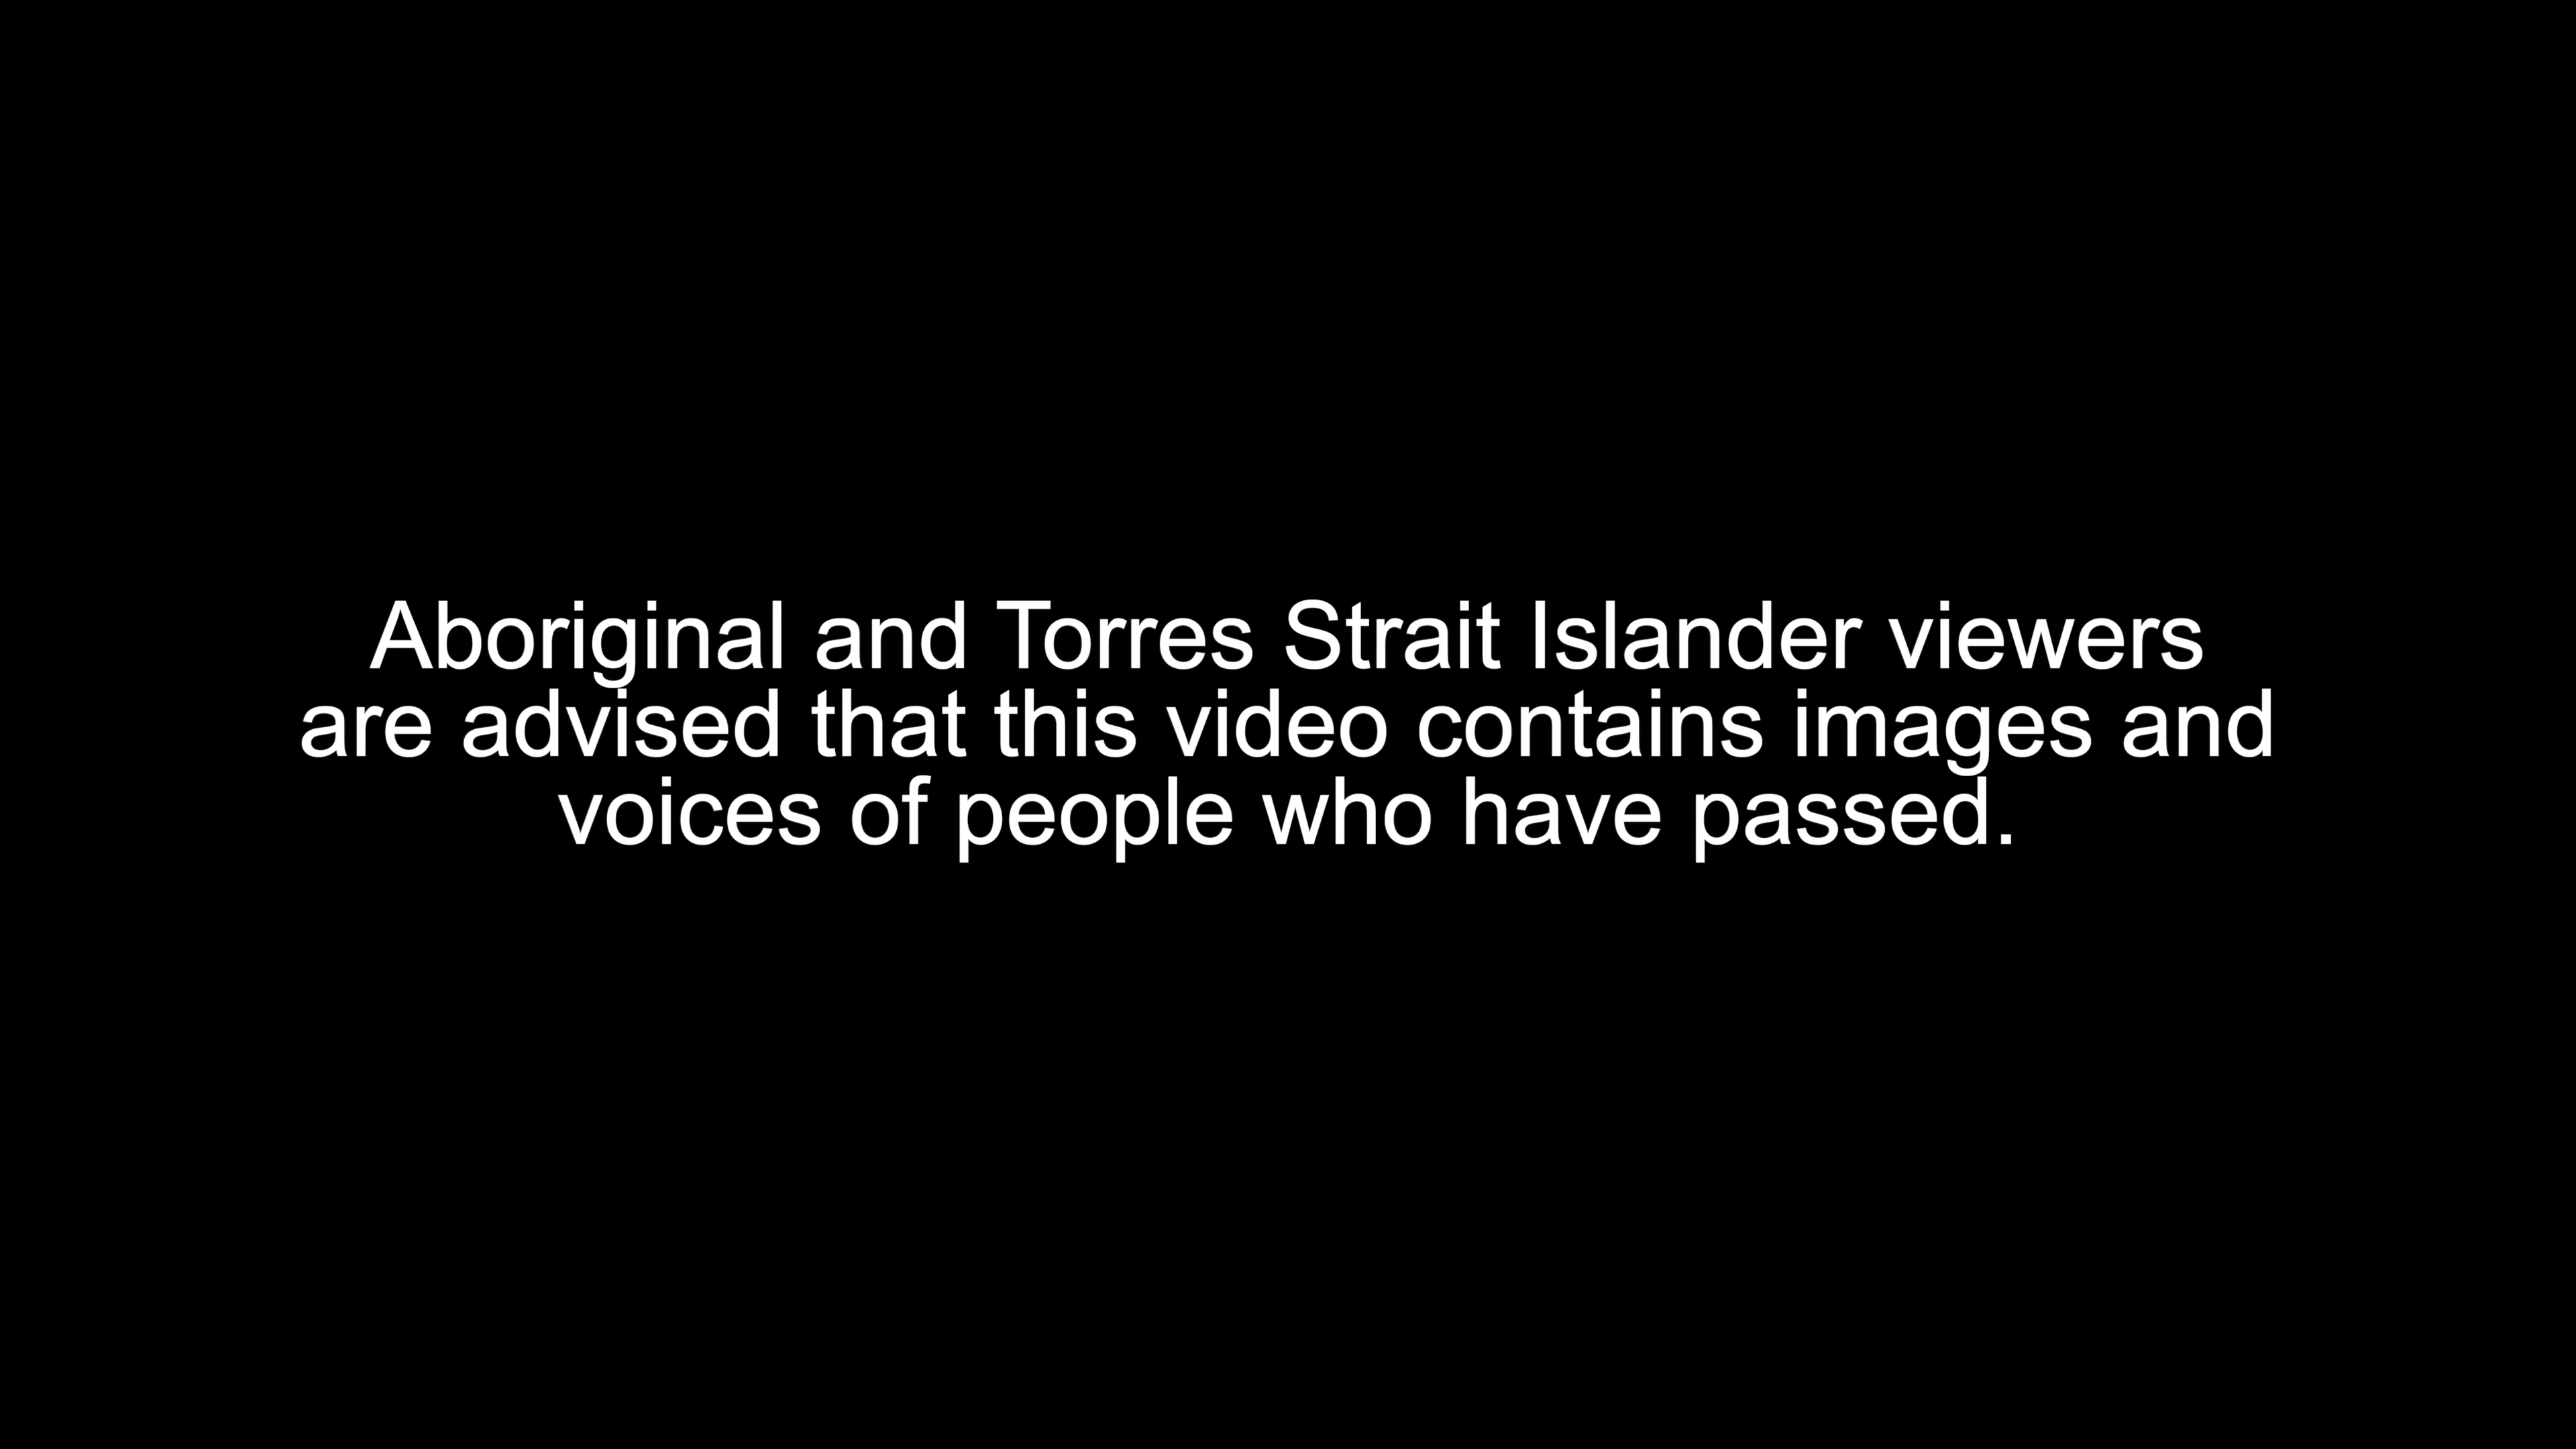 Aboriginal and Torres Strait Islander viewers
are advised that this video contains images and
voices of people who have passed.